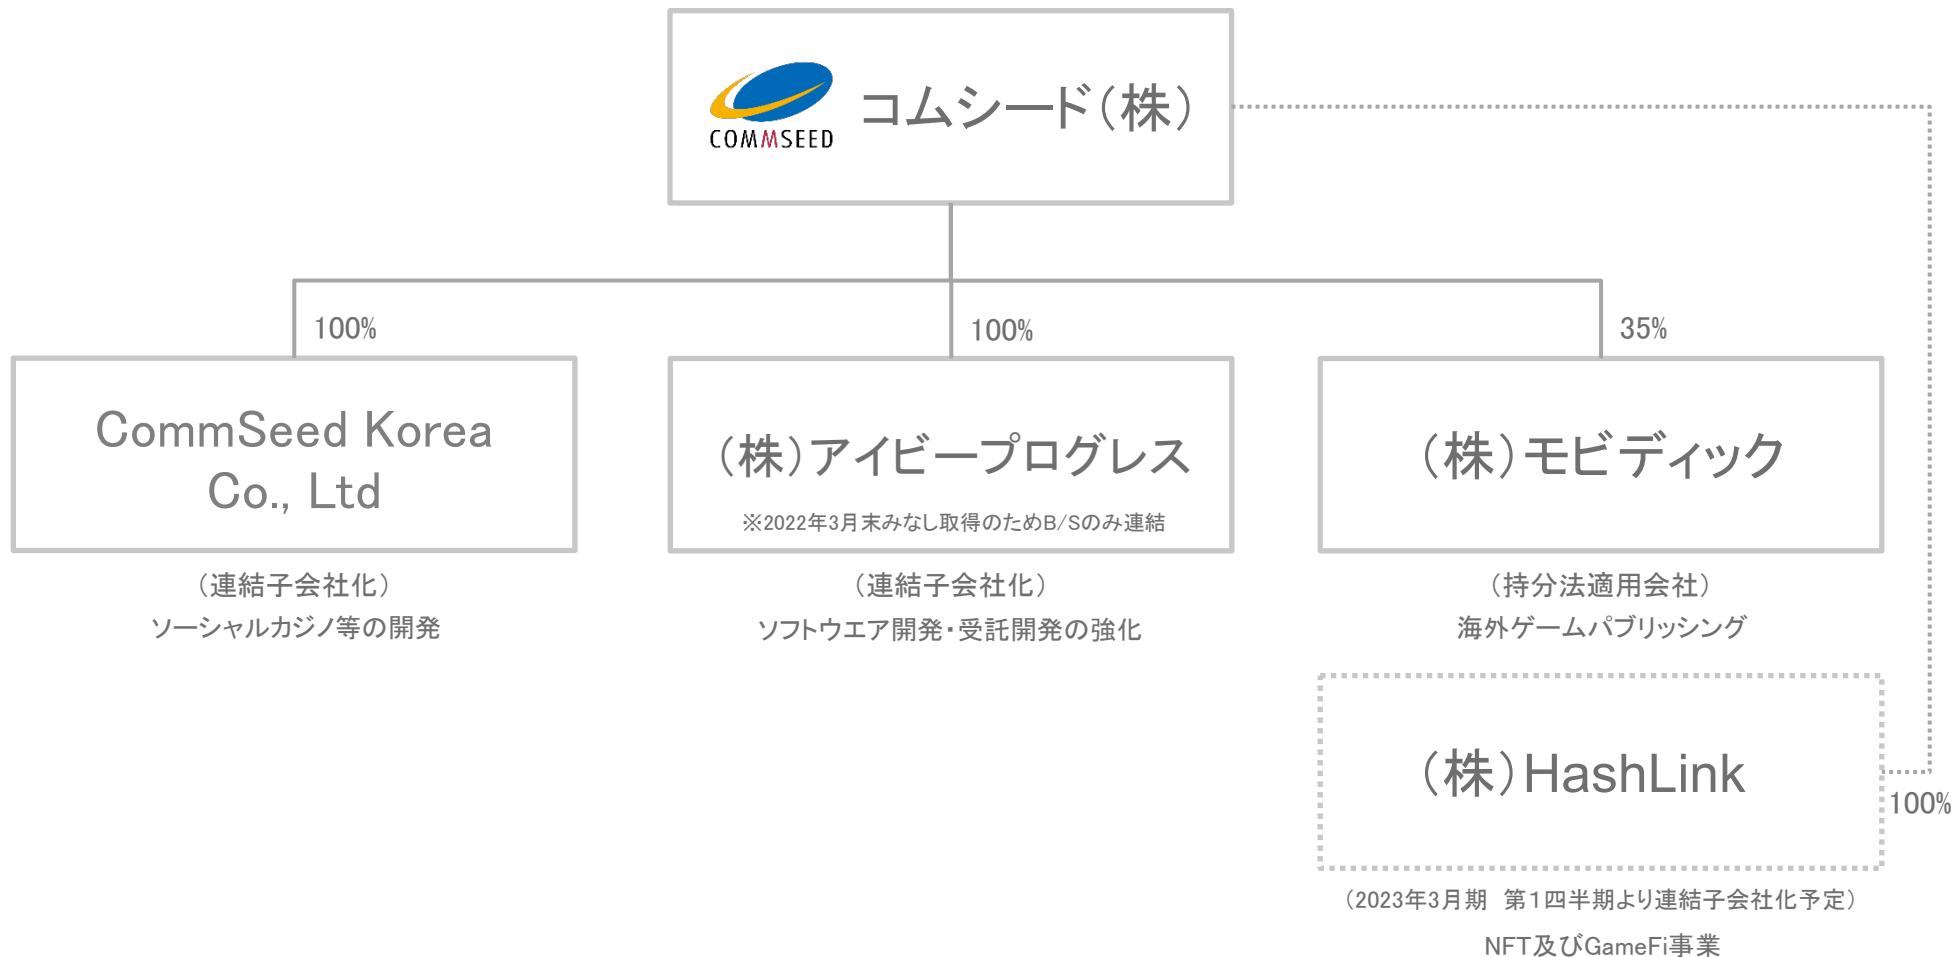 COMMSEED
コムシード（株）
100%
100%
35%
CommSeed Korea
Co., Ltd
（株）アイビープログレス
※2022年3月末みなし取得のためB/Sのみ連結
（株）モビディック
（連結子会社化）
ソーシャルカジノ等の開発
（連結子会社化）
ソフトウエア開発・受託開発の強化
（持分法適用会社）
海外ゲームパブリッシング
（株）HashLink
100%
（2023年3月期　第１四半期より連結子会社化予定）
NFT及びGameFi事業